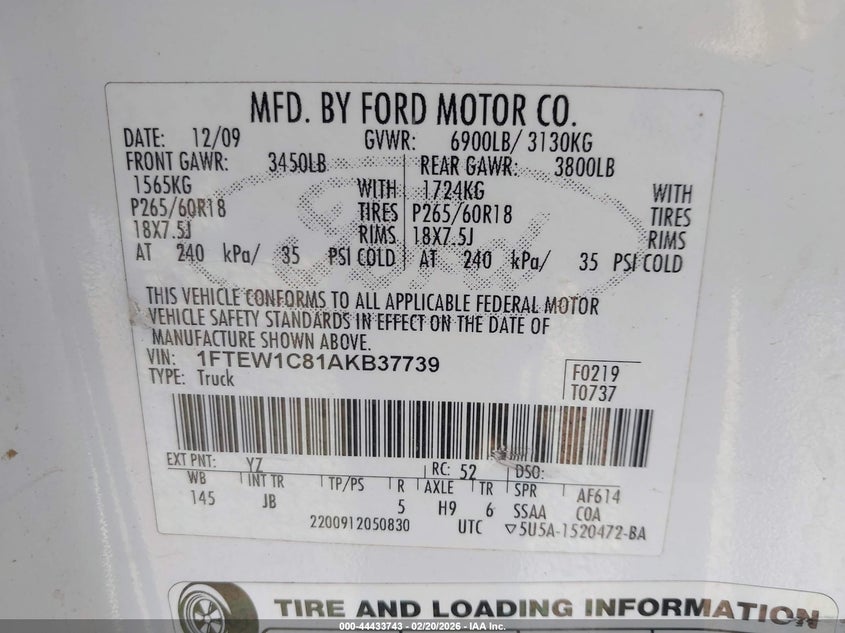 MFD. BY FORD MOTOR CO.
DATE: 12/09 GVWR: 6900LB/ 3130KG
FRONT GAWR: 3450LB REAR GAWR: 3800LB
1565KG WITH 1724KG WITH
P265/60R18 TIRES P265/60R18 TIRES
18X7.5J RIMS 18X7.5J RIMS
AT 240 kPa/ 35 PSI COLD AT 240 kPa/ 35 PSI COLD
THIS VEHICLE CONFORMS TO ALL APPLICABLE FEDERAL MOTOR
VEHICLE SAFETY STANDARDS IN EFFECT ON THE DATE OF
MANUFACTURE SHOWN ABOVE.
VIN: 1FTEW1C81AKB37739 F0219
TYPE: Truck T0737
EXT PNT: YZ RC: 52 DSO:
WB INT TR TP/PS R AXLE TR SPR AF614
145 JB 5 H9 6 SSAA COA
2200912050830 UTC ▽5U5A-1520472-BA
TIRE AND LOADING INFORMATION
000-44433743 - 02/20/2026 - IAA Inc.